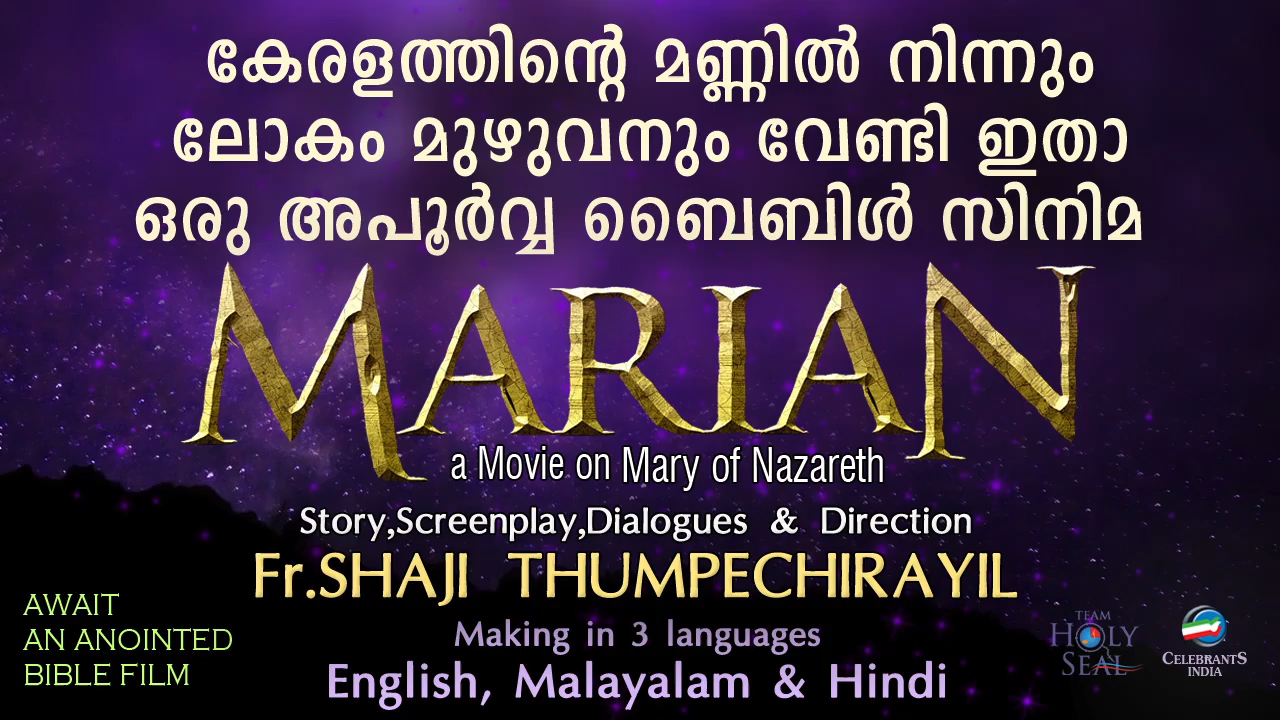 കേരളത്തിന്റെ മണ്ണിൽ നിന്നും
ലോകം മുഴുവനും വേണ്ടി ഇതാ
ഒരു അപൂർവ്വ ബൈബിൾ സിനിമ
MARIAN
a Movie on Mary of Nazareth
Story,Screenplay,Dialogues & Direction
Fr.SHAJI THUMPECHIRAYIL
Making in 3 languages
English, Malayalam & Hindi
AWAIT
AN ANOINTED
BIBLE FILM
TEAM
HOLY
SEAL
CELEBRANTS
INDIA